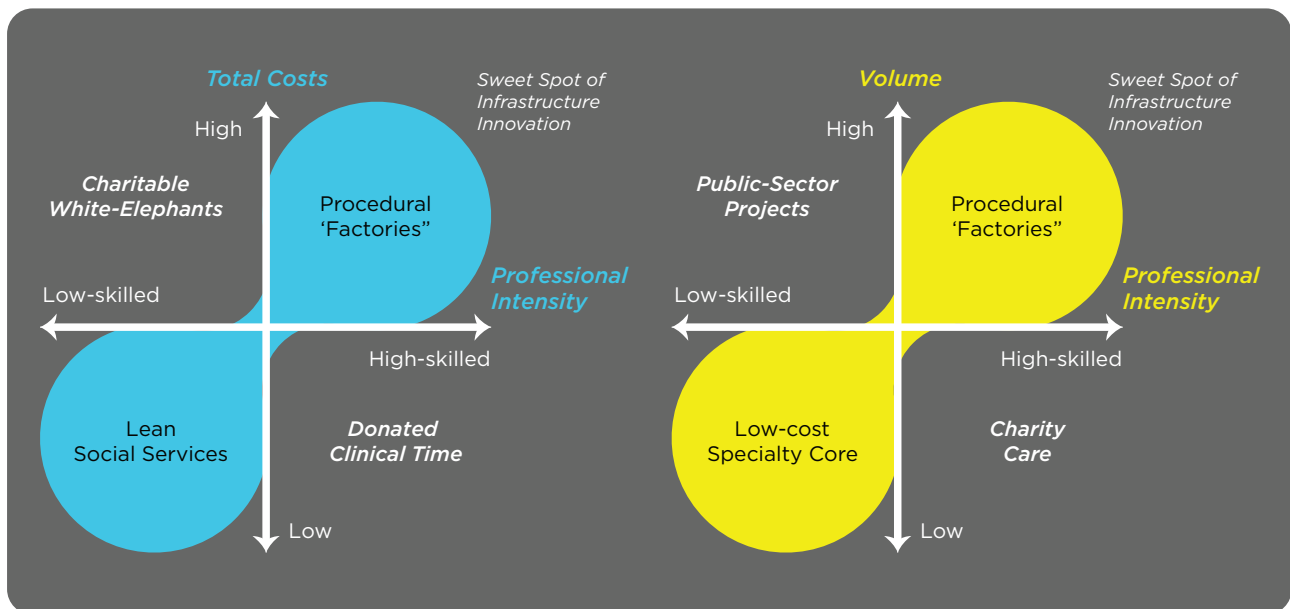 Total Costs
Sweet Spot of
Infrastructure
Innovation
High
Charitable
White-Elephants
Procedural
‘Factories”
Professional
Intensity
Low-skilled
High-skilled
Lean
Social Services
Donated
Clinical Time
Low
Volume
Sweet Spot of
Infrastructure
Innovation
High
Public-Sector
Projects
Procedural
‘Factories”
Professional
Intensity
Low-skilled
High-skilled
Low-cost
Specialty Core
Charity
Care
Low